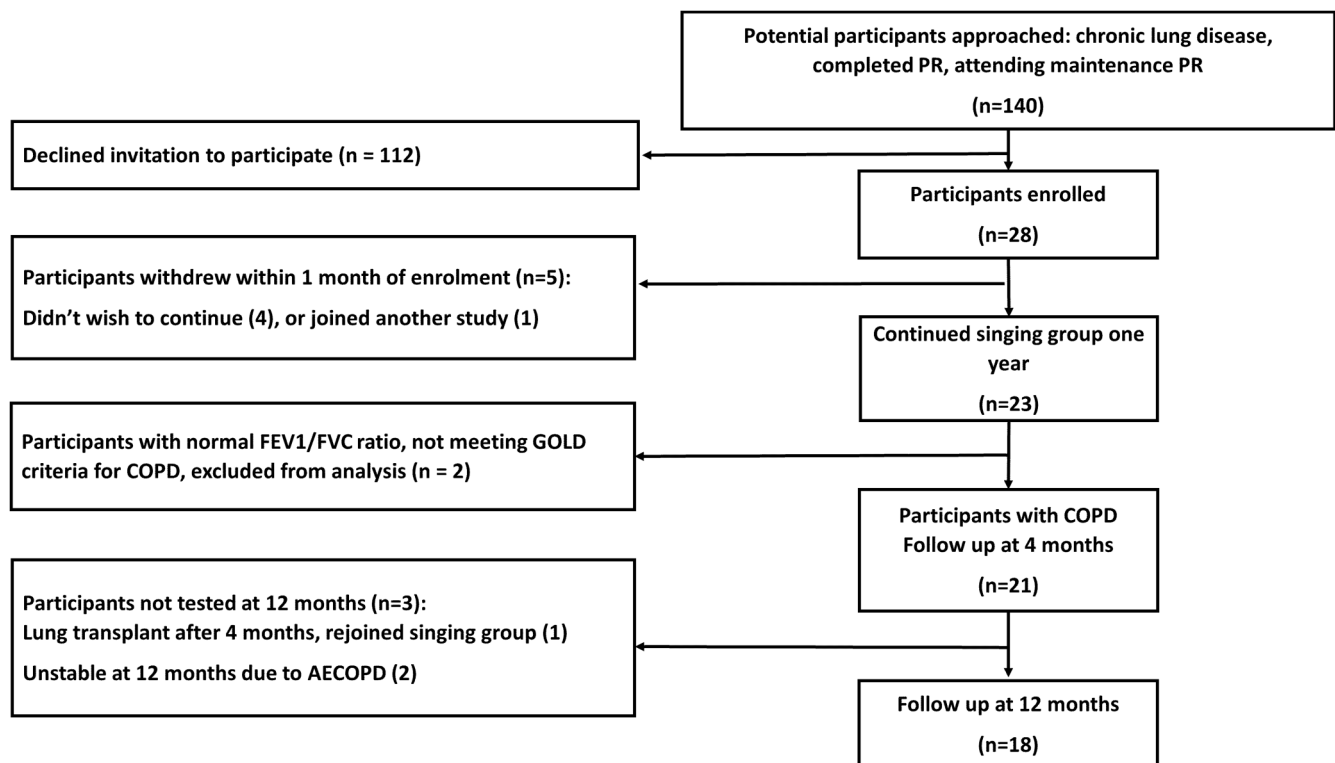 Potential participants approached: chronic lung disease,
completed PR, attending maintenance PR
(n=140)
Declined invitation to participate (n = 112)
Participants enrolled
(n=28)
Participants withdrew within 1 month of enrolment (n=5):
Didn’t wish to continue (4), or joined another study (1)
Continued singing group one
year
(n=23)
Participants with normal FEV1/FVC ratio, not meeting GOLD
criteria for COPD, excluded from analysis (n = 2)
Participants with COPD
Follow up at 4 months
(n=21)
Participants not tested at 12 months (n=3):
Lung transplant after 4 months, rejoined singing group (1)
Unstable at 12 months due to AECOPD (2)
Follow up at 12 months
(n=18)